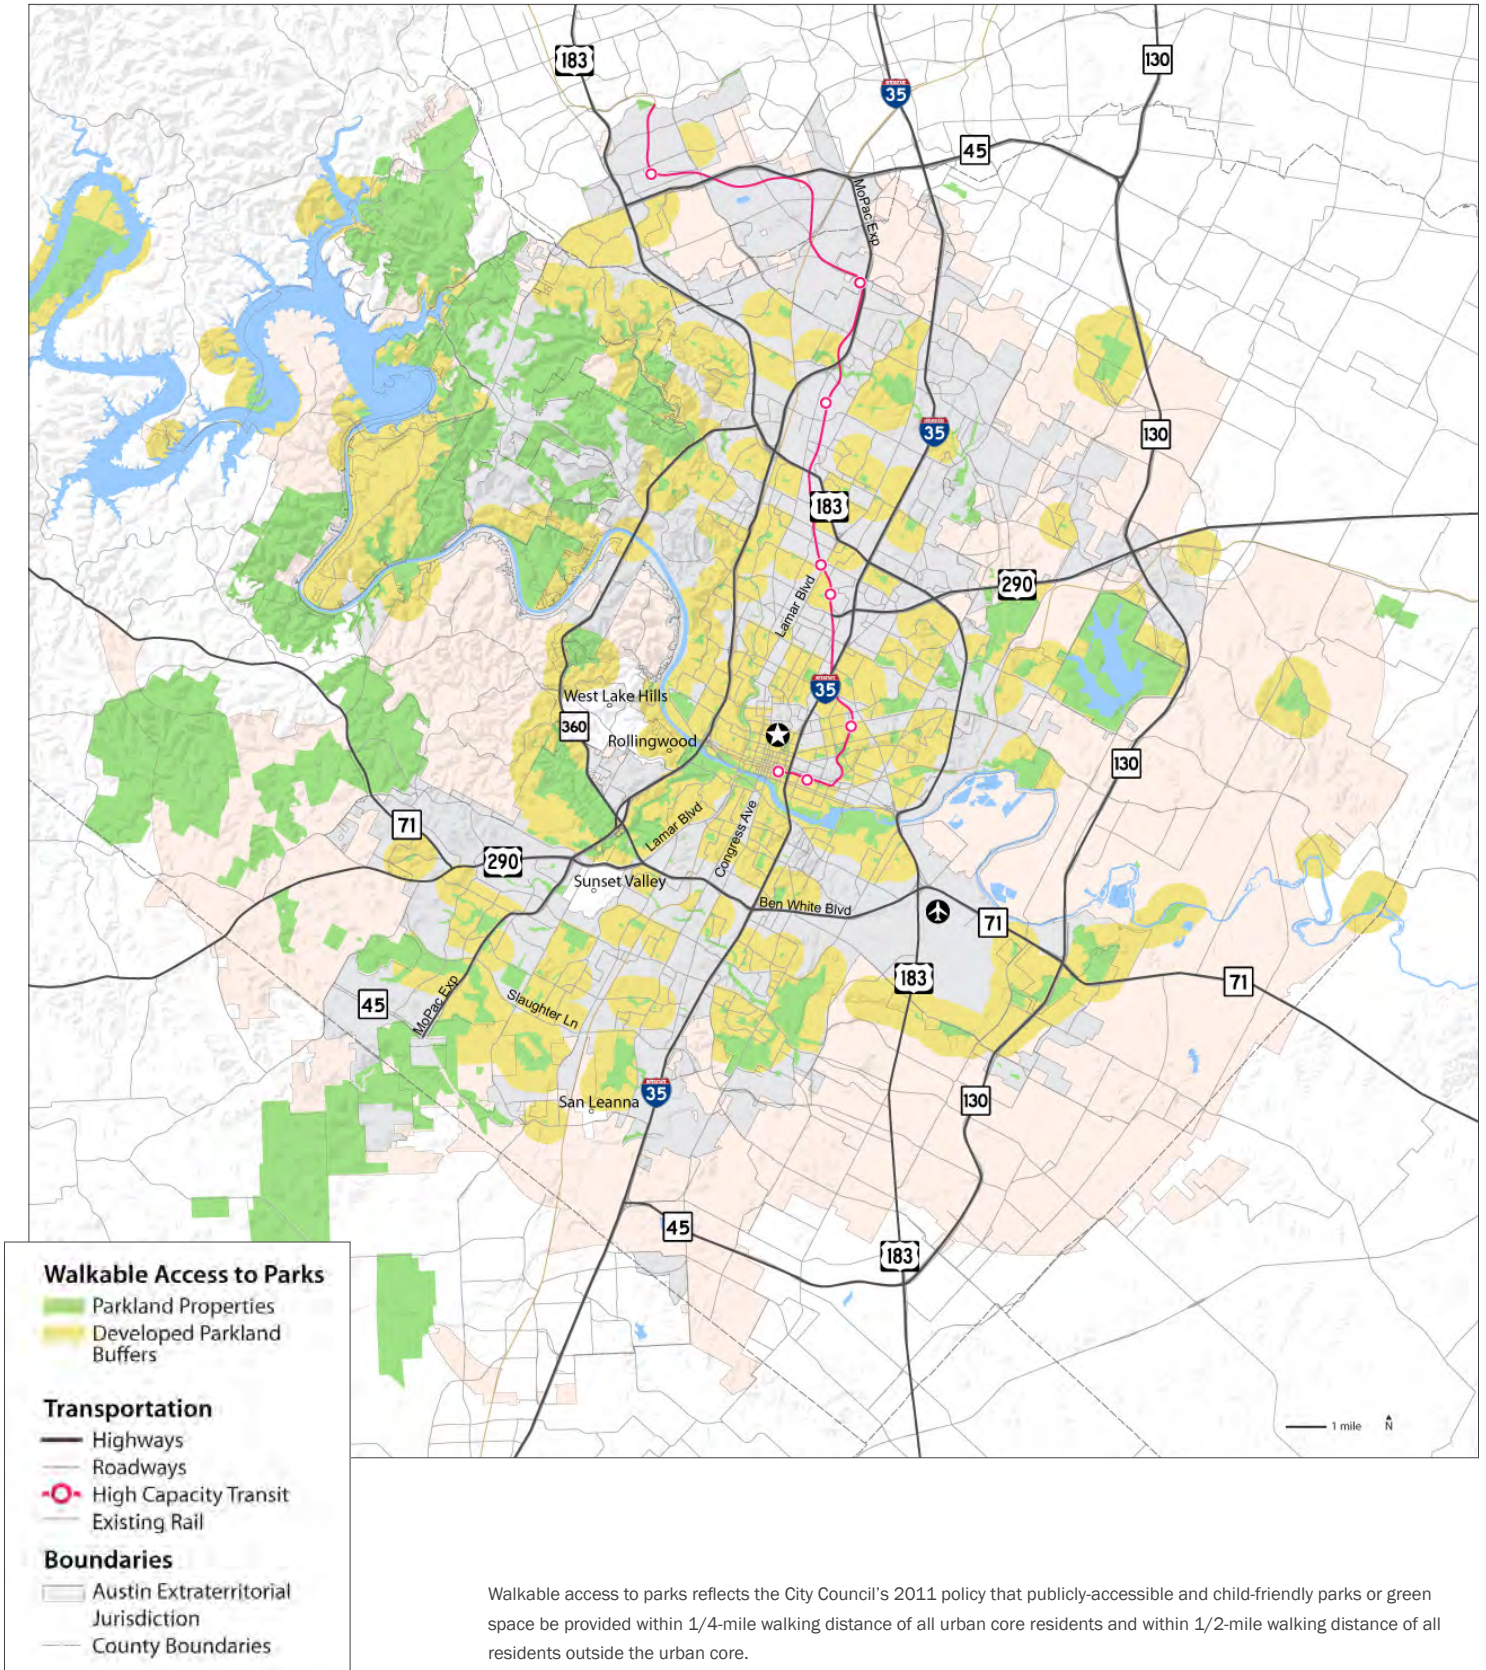 183
35
130
45
MoPac Exp
35
130
183
290
Lamar Blvd
35
West Lake Hills
360
Rollingwood
130
71
Lamar Blvd
Congress Ave
290
Sunset Valley
Ben White Blvd
71
183
71
45
MoPac Exp
Slaughter Ln
San Leanna
35
130
45
183
1 mile
N
Walkable Access to Parks
Parkland Properties
Developed Parkland
Buffers
Transportation
Highways
Roadways
High Capacity Transit
Existing Rail
Boundaries
Austin Extraterritorial
Jurisdiction
County Boundaries
Walkable access to parks reflects the City Council's 2011 policy that publicly-accessible and child-friendly parks or green
space be provided within 1/4-mile walking distance of all urban core residents and within 1/2-mile walking distance of all
residents outside the urban core.